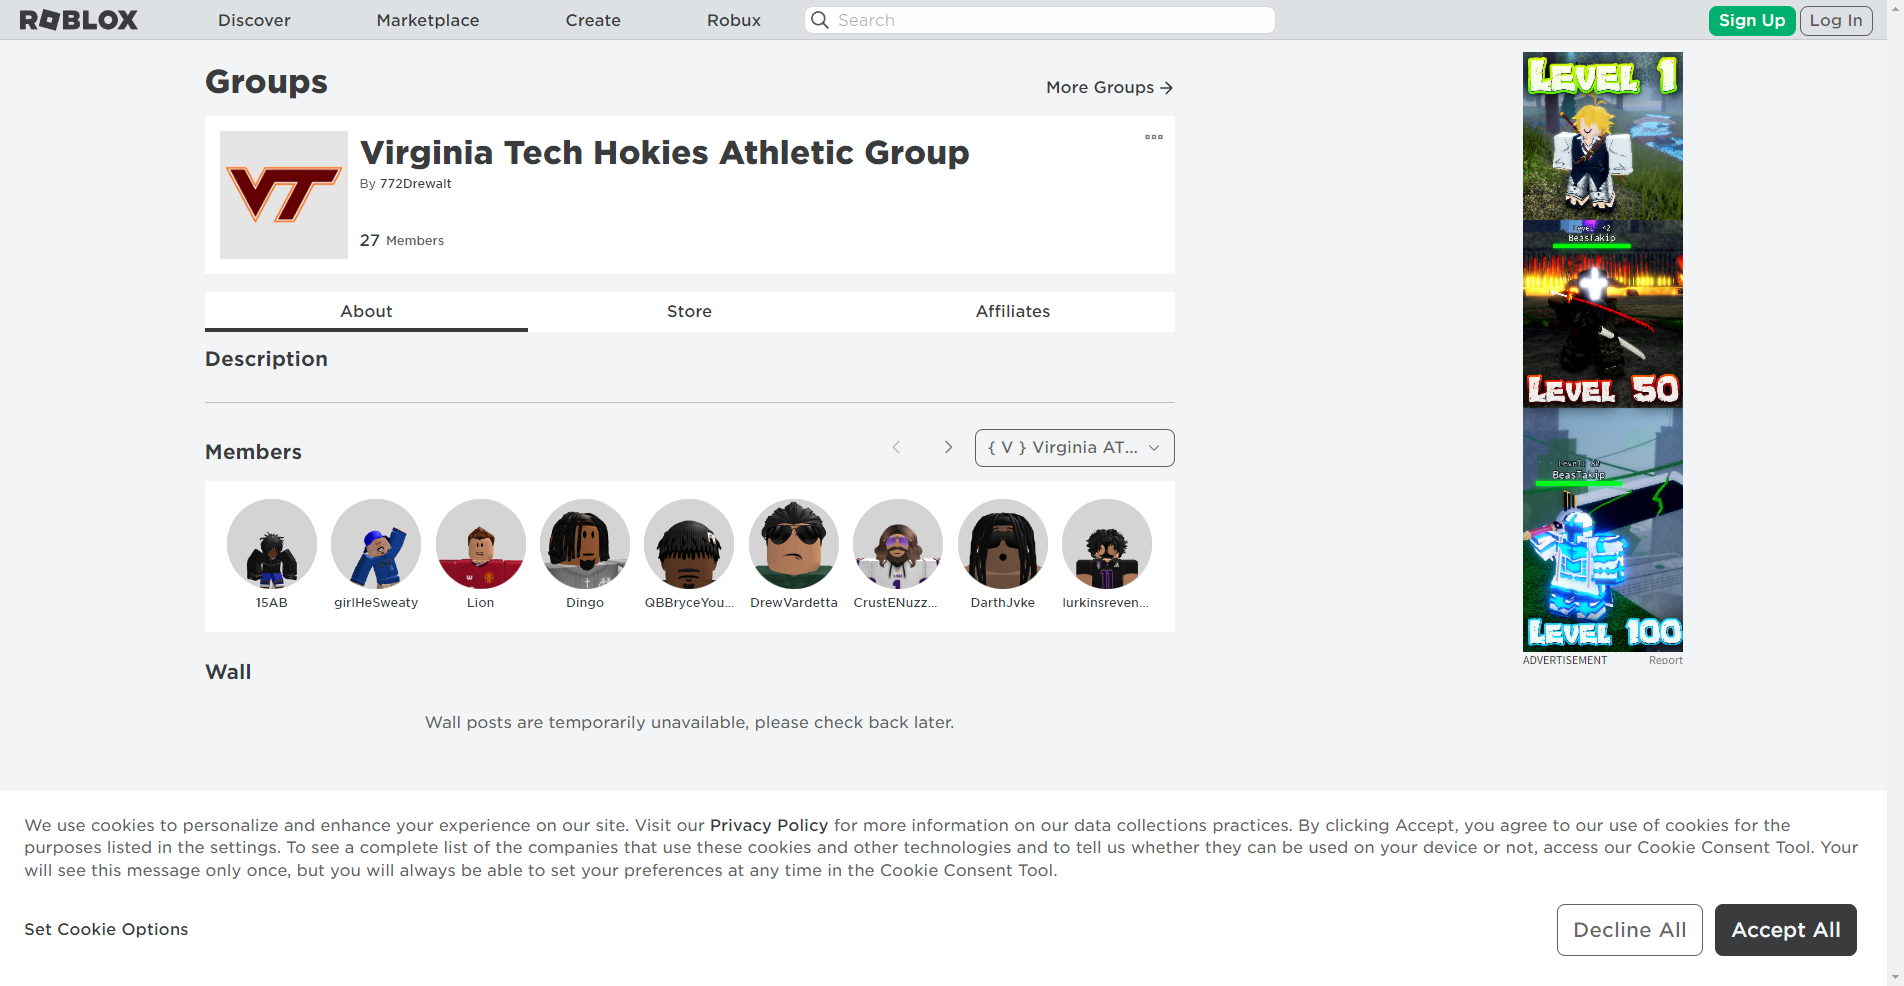 ROBLOX
Discover
Marketplace
Create
Robux
Search
Sign Up
Log In
Groups
More Groups
VT
Virginia Tech Hokies Athletic Group
By 772Drewalt
27 Members
About
Store
Affiliates
Description
Members
{ V } Virginia AT...
15AB
girlHeSweaty
Lion
Dingo
QBBryceYou...
DrewVardetta
CrustENuzz...
DarthJvke
lurkinsreven...
Wall
Wall posts are temporarily unavailable, please check back later.
LEVEL 1
BeasTakip
LEVEL 50
BeasTakip
LEVEL 100
ADVERTISEMENT
Report
We use cookies to personalize and enhance your experience on our site. Visit our Privacy Policy for more information on our data collections practices. By clicking Accept, you agree to our use of cookies for the
purposes listed in the settings. To see a complete list of the companies that use these cookies and other technologies and to tell us whether they can be used on your device or not, access our Cookie Consent Tool. Your
will see this message only once, but you will always be able to set your preferences at any time in the Cookie Consent Tool.
Set Cookie Options
Decline All
Accept All